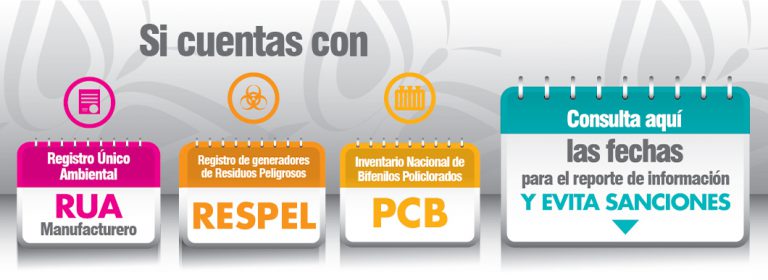 Si cuentas con
Registro Único
Ambiental
RUA
Manufacturero
Registro de generadores
de Residuos Peligrosos
RESPEL
Inventario Nacional de
Bifenilos Policlorados
PCB
Consulta aquí
las fechas
para el reporte de información
Y EVITA SANCIONES